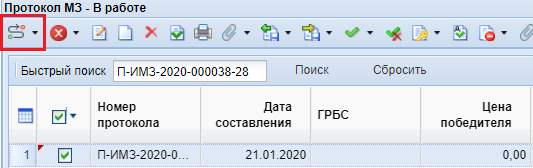 Протокол МЗ - В работе
Быстрый поиск П-ИМЗ-2020-000038-28 Поиск Сбросить
Номер протокола Дата составления ГРБС Цена победителя
1 П-ИМЗ-2020-0... 21.01.2020 0,00